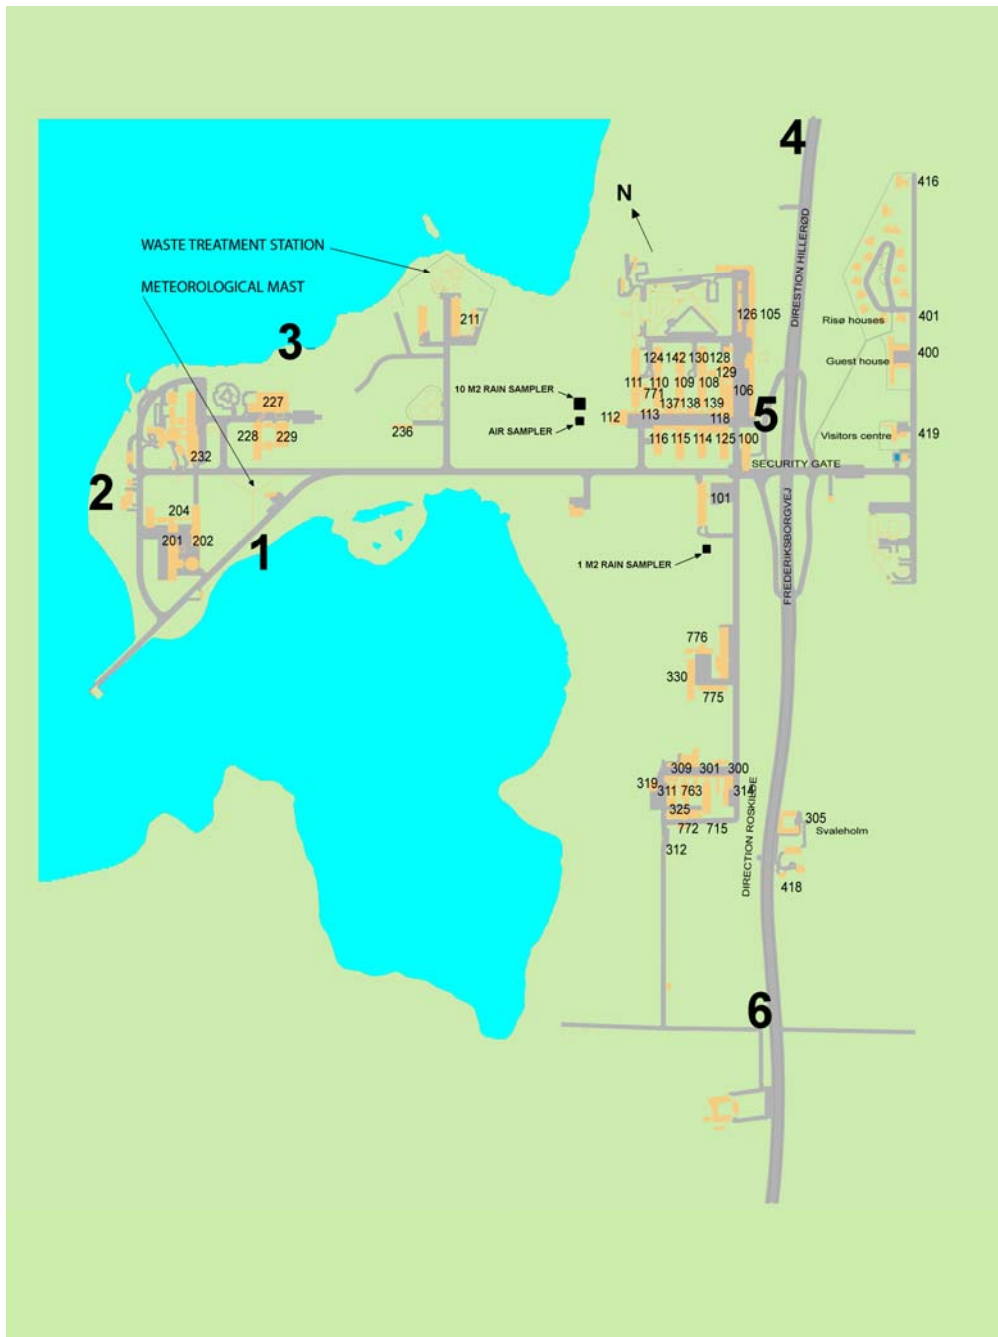 4
416
N
WASTE TREATMENT STATION
METEOROLOGICAL MAST
DIRESTION HILLERØD
211
126 105
Risø houses
401
3
124 142 130 128
129
Guest house
400
111 110 109 108
106
10 M2 RAIN SAMPLER
771
137 138 139
227
112
113
118
5
AIR SAMPLER
228
229
236
116 115 114 125 100
Visitors centre
419
232
SECURITY GATE
2
204
101
201
202
1
1 M2 RAIN SAMPLER
FREDERIKSBORGVEJ
776
330
775
309 301 300
319
311 763
314
325
DIRECTION ROSKILDE
305
772 715
Svaleholm
312
418
6